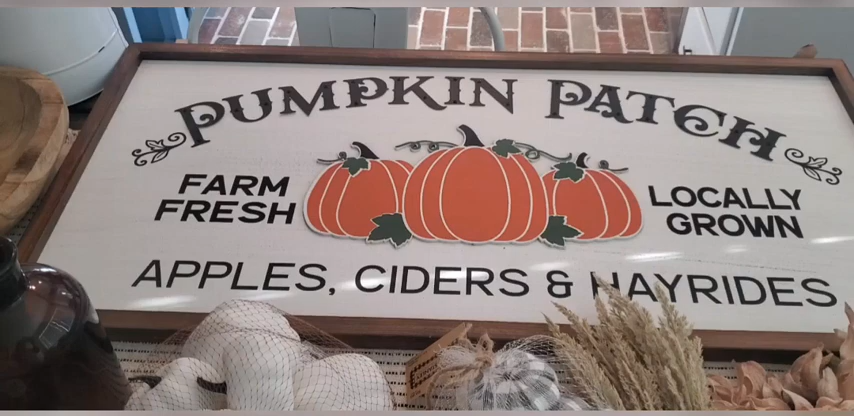 PUMPKIN PATCH
FARM
FRESH
LOCALLY
GROWN
APPLES, CIDERS & HAYRIDES